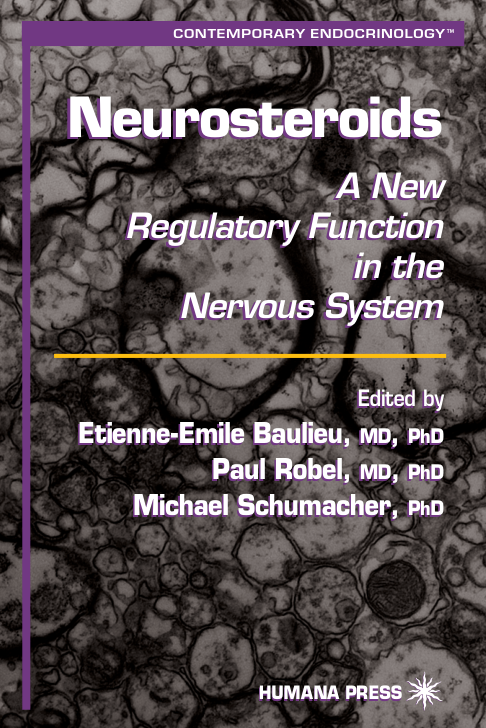 CONTEMPORARY ENDOCRINOLOGY™
Neurosteroids
A New
Regulatory Function
in the
Nervous System
Edited by
Etienne-Emile Baulieu, MD, PhD
Paul Robel, MD, PhD
Michael Schumacher, PhD
HUMANA PRESS